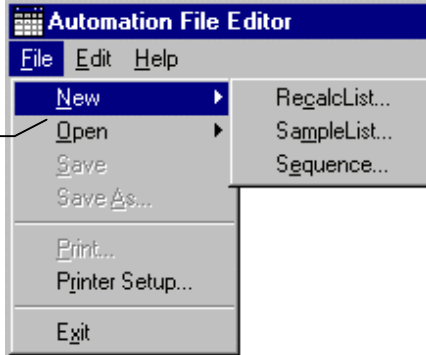 Automation File Editor
File Edit Help
New RecalcList...
Open SampleList...
Save Sequence...
Save As...
Print...
Printer Setup...
Exit